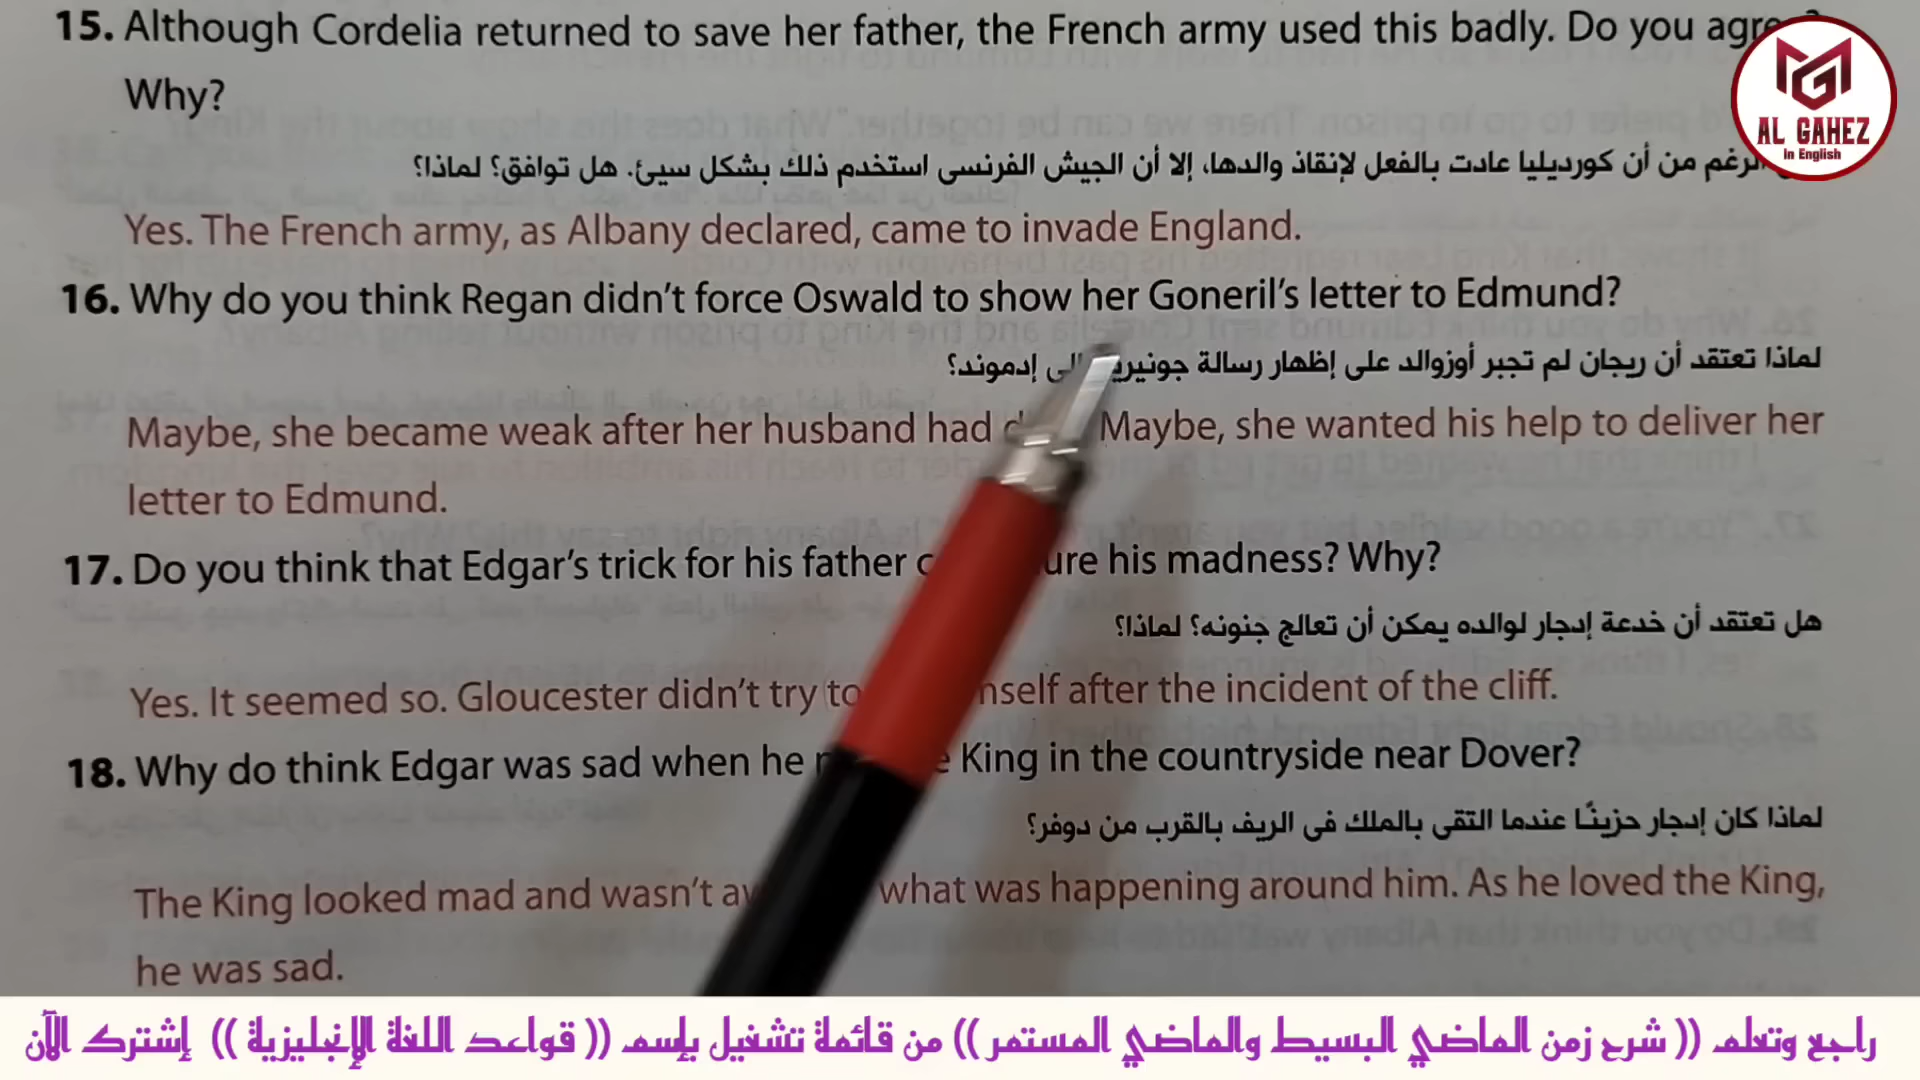 15. Although Cordelia returned to save her father, the French army used this badly. Do you
Why?
الرغم من أن كورديليا عادت بالفعل لإنقاذ والدها، إلا أن الجيش الفرنسى استخدم ذلك بشكل سيئ. هل توافق؟ لماذا؟
Yes. The French army, as Albany declared, came to invade England.
16. Why do you think Regan didn't force Oswald to show her Goneril's letter to Edmund?
لماذا تعتقد أن ريجان لم تجبر أوزوالد على إظهار رسالة إدموند؟
Maybe, she became weak after her husband had Maybe, she wanted his help to deliver her
letter to Edmund.
17. Do you think that Edgar's trick for his father his madness? Why?
هل تعتقد أن خدعة إدجار لوالده يمكن أن تعالج جنونه؟ لماذا؟
Yes. It seemed so. Gloucester didn't try to after the incident of the cliff.
18. Why do think Edgar was sad when he King in the countryside near Dover?
لماذا كان إدجار حزينًا عندما التقى بالملك فى الريف بالقرب من دوفر؟
The King looked mad and wasn't what was happening around him. As he loved the King,
he was sad.
MG
AL GAHEZ
In English
راجع وتعلم (( شرح زمن الماضي البسيط والماضي المستمر )) من قائمة تشغيل بإسم (( قواعد اللغة الإنجليزية )) إشترك الآن